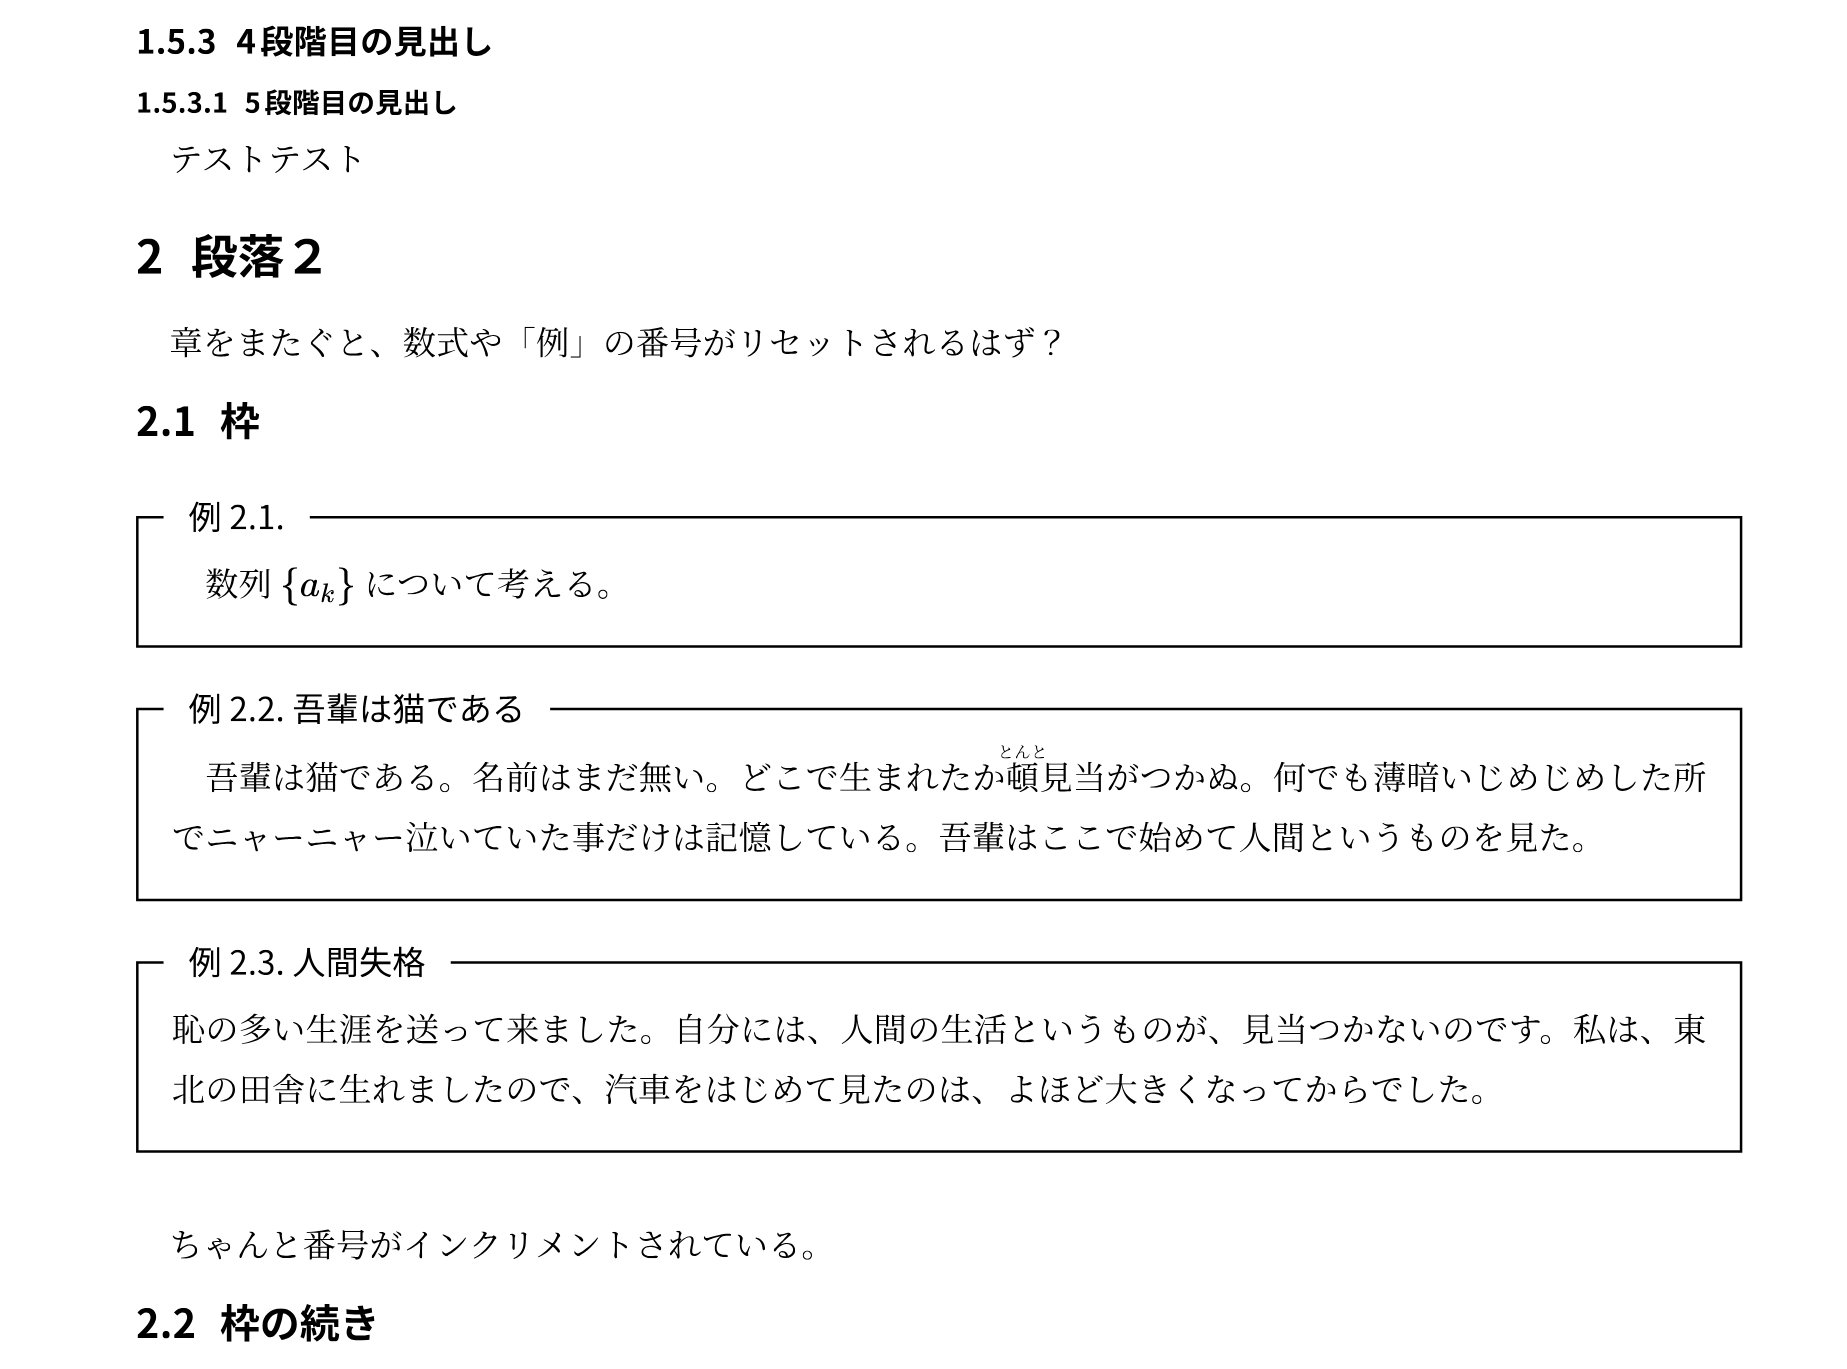 1.5.3 4段階目の見出し
1.5.3.1 5段階目の見出し
テストテスト
2 段落２
章をまたぐと、数式や「例」の番号がリセットされるはず？
2.1 枠
例 2.1.
数列 {a_k} について考える。
例 2.2. 吾輩は猫である
とんと
吾輩は猫である。名前はまだ無い。どこで生まれたか頓見当がつかぬ。何でも薄暗いじめじめした所
でニャーニャー泣いていた事だけは記憶している。吾輩はここで始めて人間というものを見た。
例 2.3. 人間失格
恥の多い生涯を送って来ました。自分には、人間の生活というものが、見当つかないのです。私は、東
北の田舎に生れましたので、汽車をはじめて見たのは、よほど大きくなってからでした。
ちゃんと番号がインクリメントされている。
2.2 枠の続き